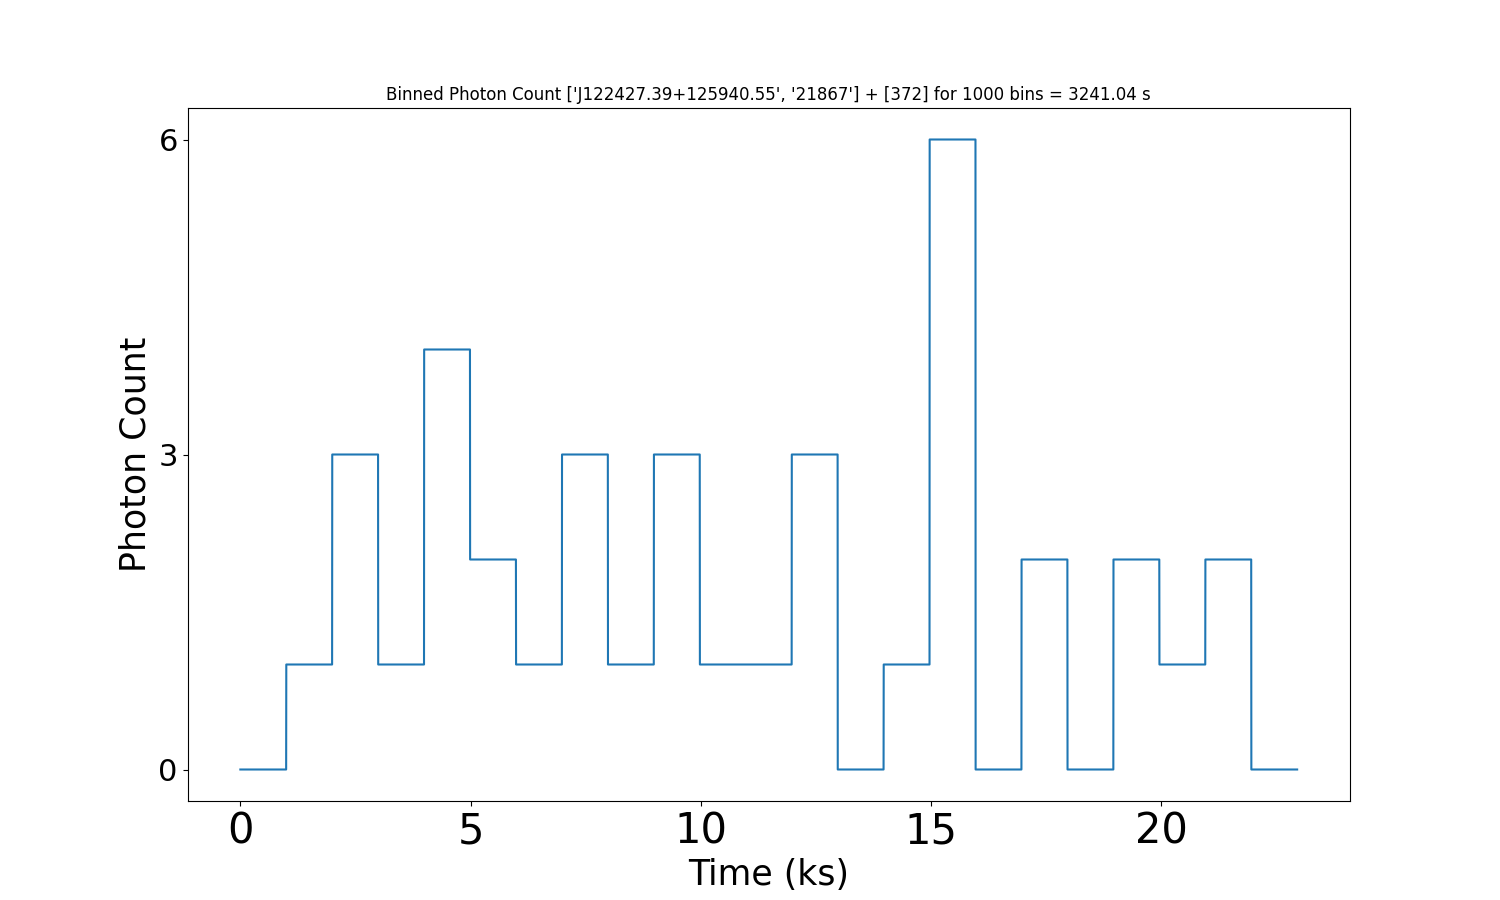 Binned Photon Count ['J122427.39+125940.55', '21867'] + [372] for 1000 bins = 3241.04 s
6
3
0
Photon Count
0 5 10 15 20
Time (ks)